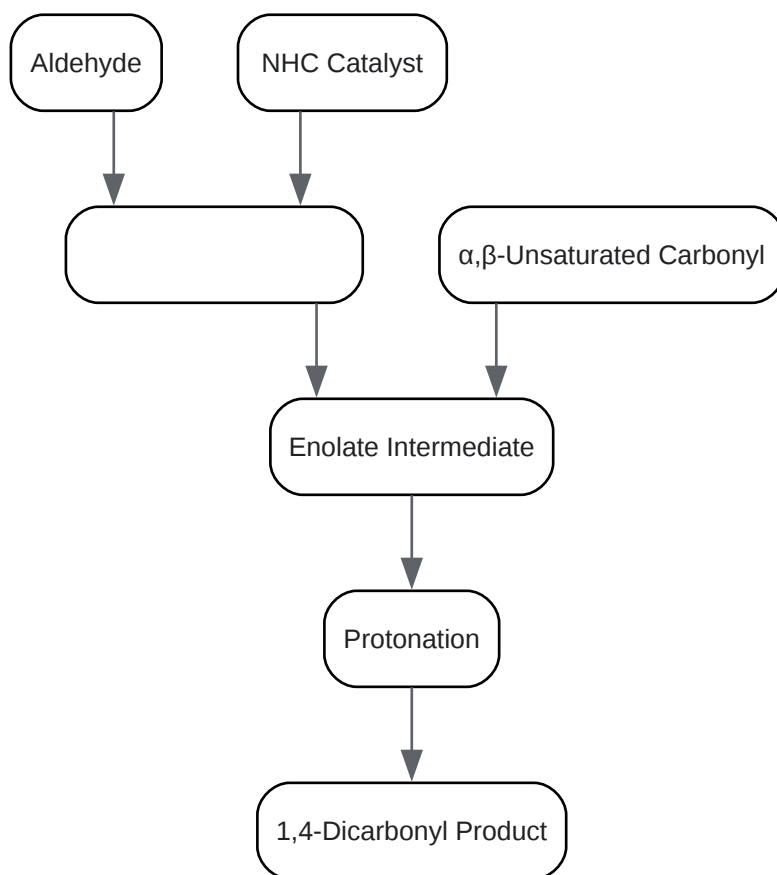 Aldehyde
NHC Catalyst
α,β-Unsaturated Carbonyl
Enolate Intermediate
Protonation
1,4-Dicarbonyl Product